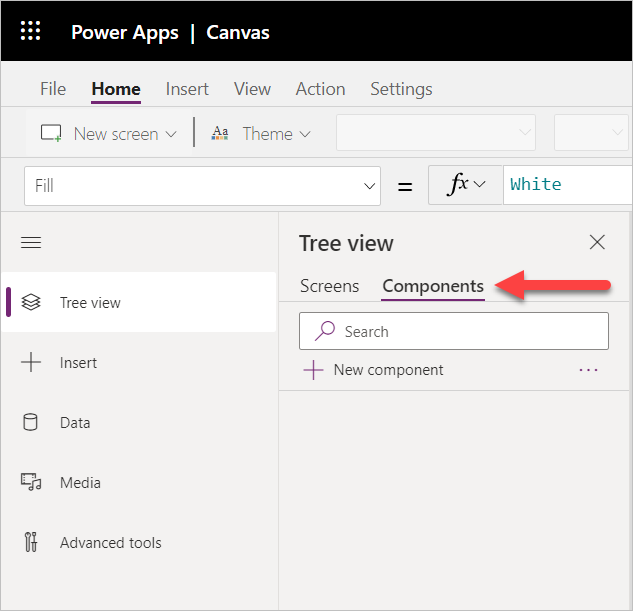 Power Apps | Canvas
File Home Insert View Action Settings
New screen Aa Theme
Fill = fx White
Tree view
Screens Components
Tree view
Search
Insert
New component
Data
Media
Advanced tools